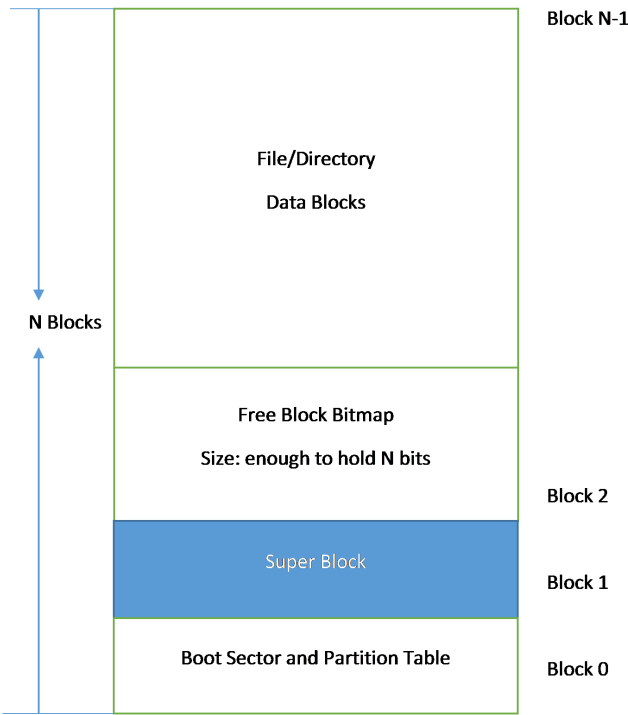 Block N-1
File/Directory
Data Blocks
N Blocks
Free Block Bitmap
Size: enough to hold N bits
Block 2
Super Block
Block 1
Boot Sector and Partition Table
Block 0